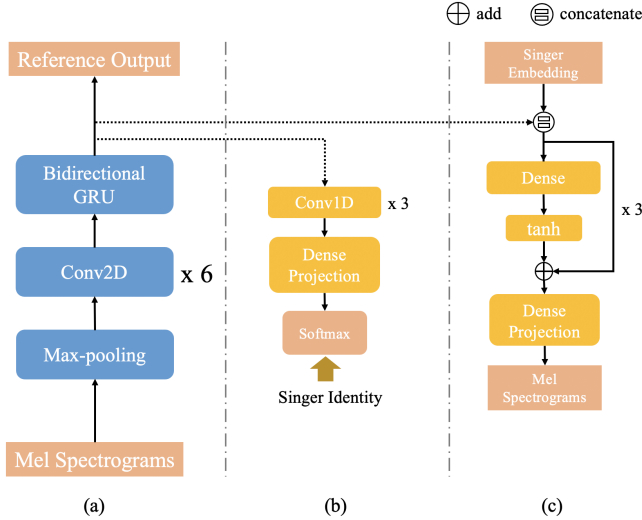 add
concatenate
Reference Output
Bidirectional
GRU
Conv2D
x 6
Max-pooling
Mel Spectrograms
(a)
Conv1D
x 3
Dense
Projection
Softmax
Singer Identity
(b)
Singer
Embedding
Dense
tanh
x 3
Dense
Projection
Mel
Spectrograms
(c)